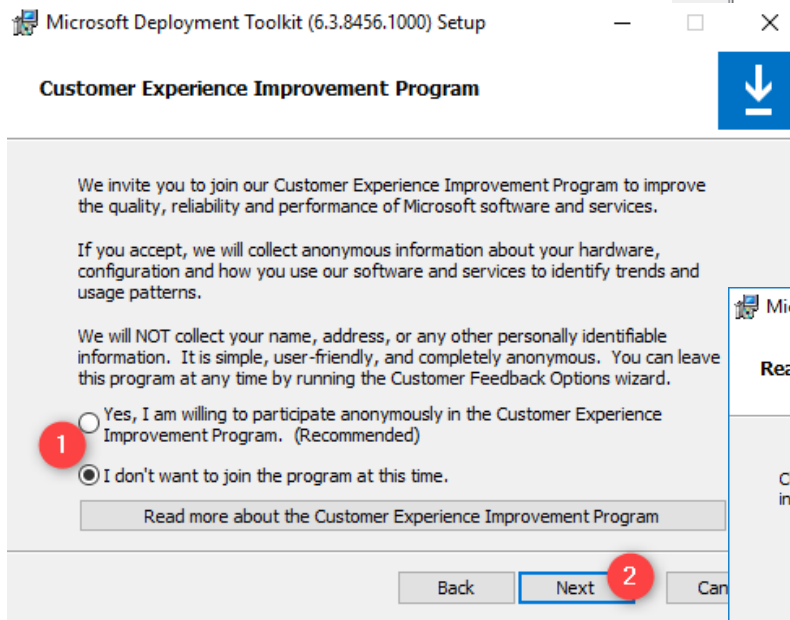 Microsoft Deployment Toolkit (6.3.8456.1000) Setup
Customer Experience Improvement Program
We invite you to join our Customer Experience Improvement Program to improve
the quality, reliability and performance of Microsoft software and services.
If you accept, we will collect anonymous information about your hardware,
configuration and how you use our software and services to identify trends and
usage patterns.
We will NOT collect your name, address, or any other personally identifiable
information.  It is simple, user-friendly, and completely anonymous.  You can leave
this program at any time by running the Customer Feedback Options wizard.
Yes, I am willing to participate anonymously in the Customer Experience
Improvement Program.  (Recommended)
1
I don't want to join the program at this time.
Read more about the Customer Experience Improvement Program
Back
Next
2
Can
Mi
Rea